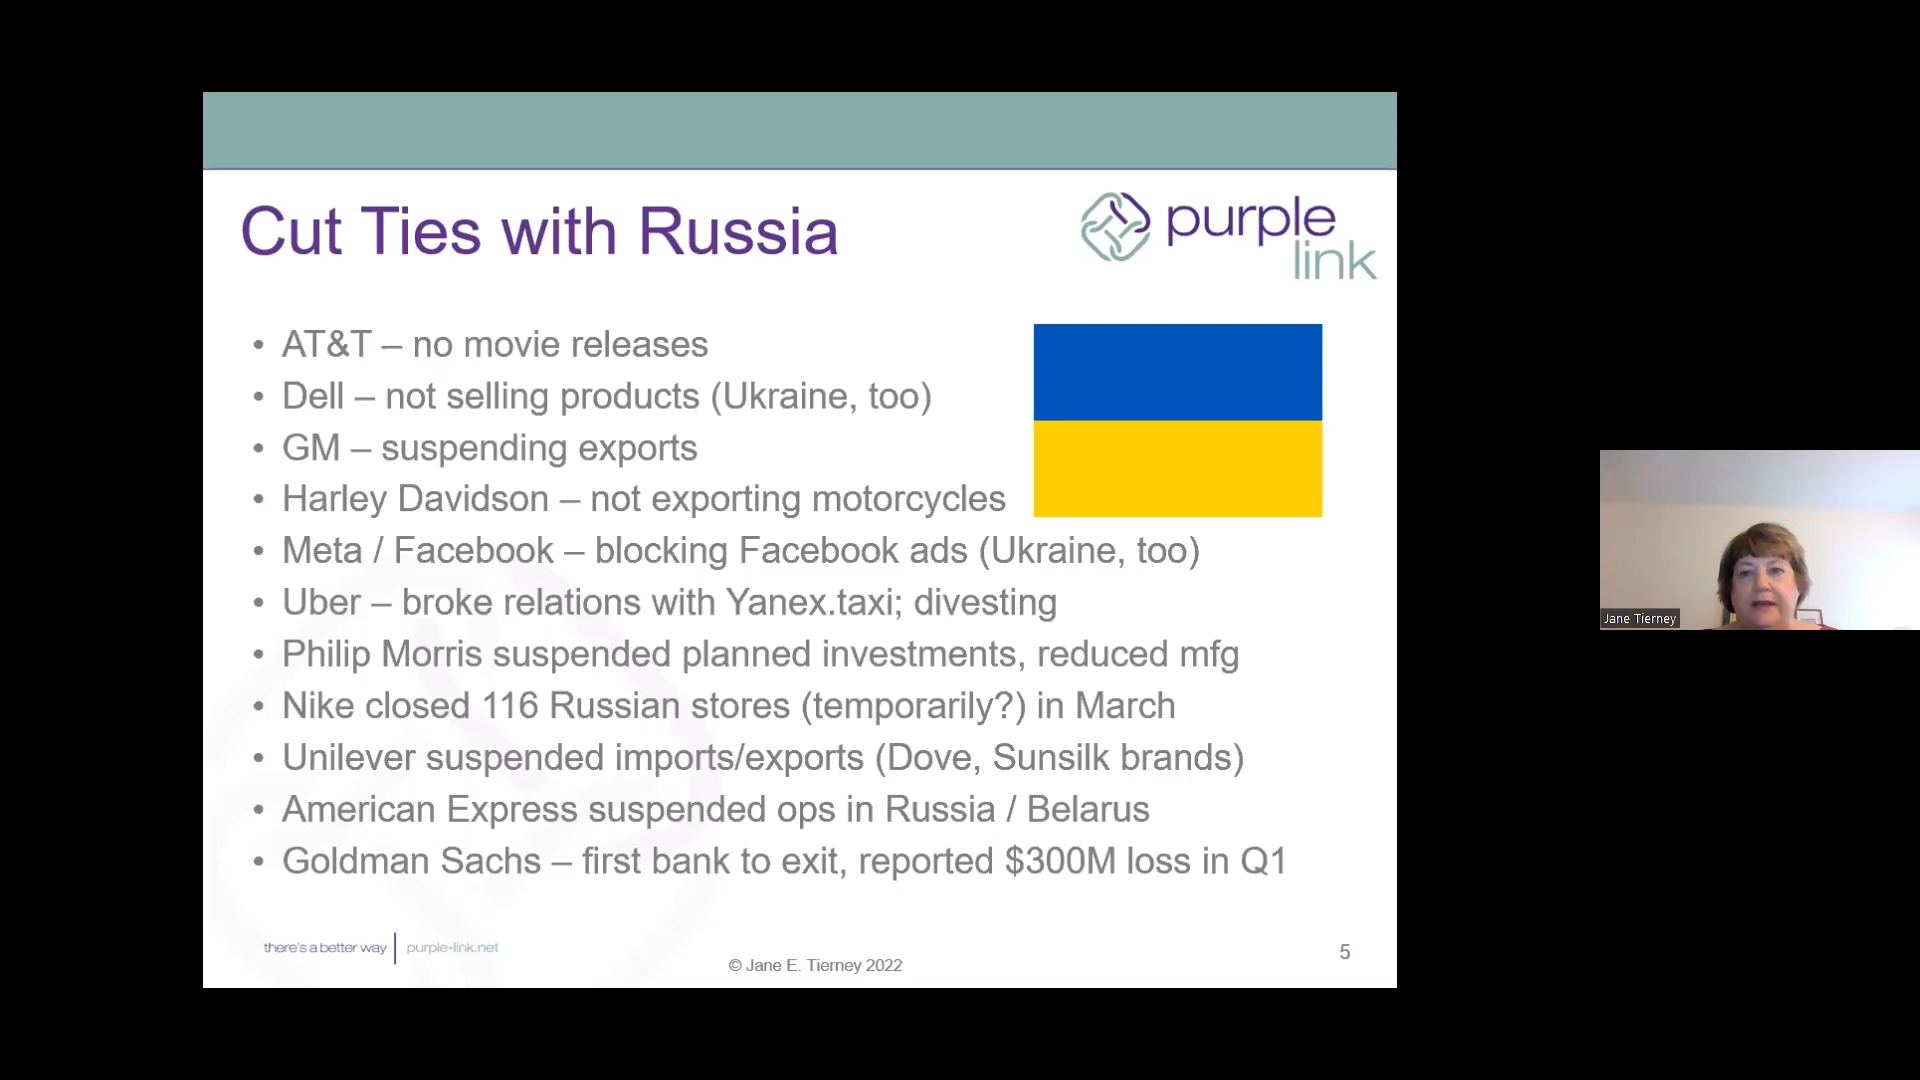 Cut Ties with Russia
purple
link
• AT&T – no movie releases
• Dell – not selling products (Ukraine, too)
• GM – suspending exports
• Harley Davidson – not exporting motorcycles
• Meta / Facebook – blocking Facebook ads (Ukraine, too)
• Uber – broke relations with Yanex.taxi; divesting
• Philip Morris suspended planned investments, reduced mfg
• Nike closed 116 Russian stores (temporarily?) in March
• Unilever suspended imports/exports (Dove, Sunsilk brands)
• American Express suspended ops in Russia / Belarus
• Goldman Sachs – first bank to exit, reported $300M loss in Q1
there's a better way | purple-link.net
© Jane E. Tierney 2022
5
Jane Tierney